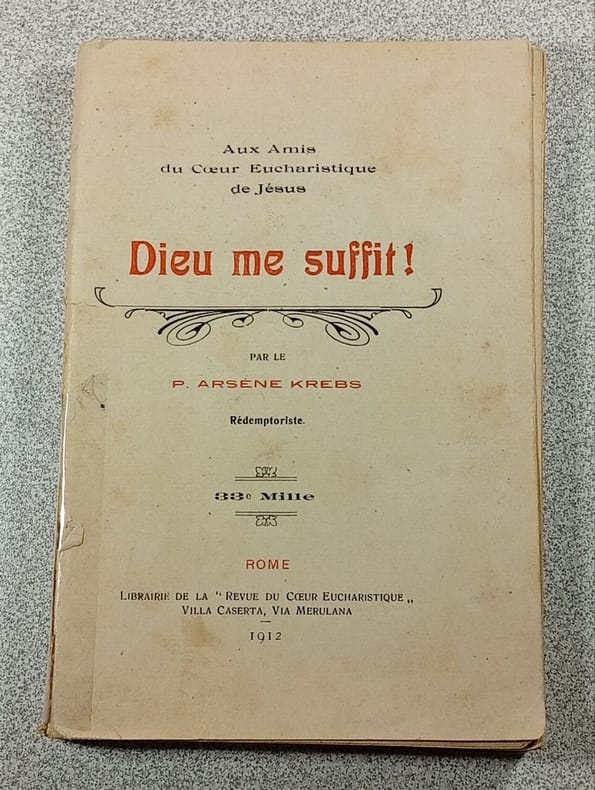 Aux Amis
du Cœur Eucharistique
de Jésus
Dieu me suffit!
PAR LE
P. ARSÈNE KREBS
Rédemptoriste.
33e Mille
ROME
LIBRAIRIE DE LA " REVUE DU CŒUR EUCHARISTIQUE „
VILLA CASERTA, VIA MERULANA
1912